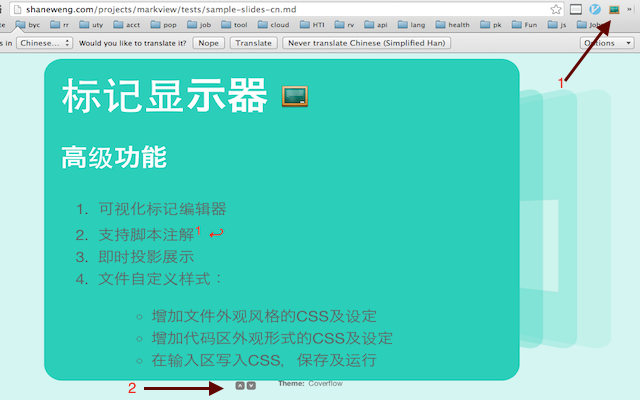 shaneweng.com/projects/markview/tests/sample-slides-cn.md
byc rr uty acct pop job tool cloud HTI rv api lang health pk Fun js Job
s in Chinese... Would you like to translate it? Nope Translate Never translate Chinese (Simplified Han) Options
1
标记显示器
高级功能
1. 可视化标记编辑器
2. 支持脚本注解1 ↩
3. 即时投影展示
4. 文件自定义样式：
增加文件外观风格的CSS及设定
增加代码区外观形式的CSS及设定
在输入区写入CSS，保存及运行
2
Theme: Coverflow